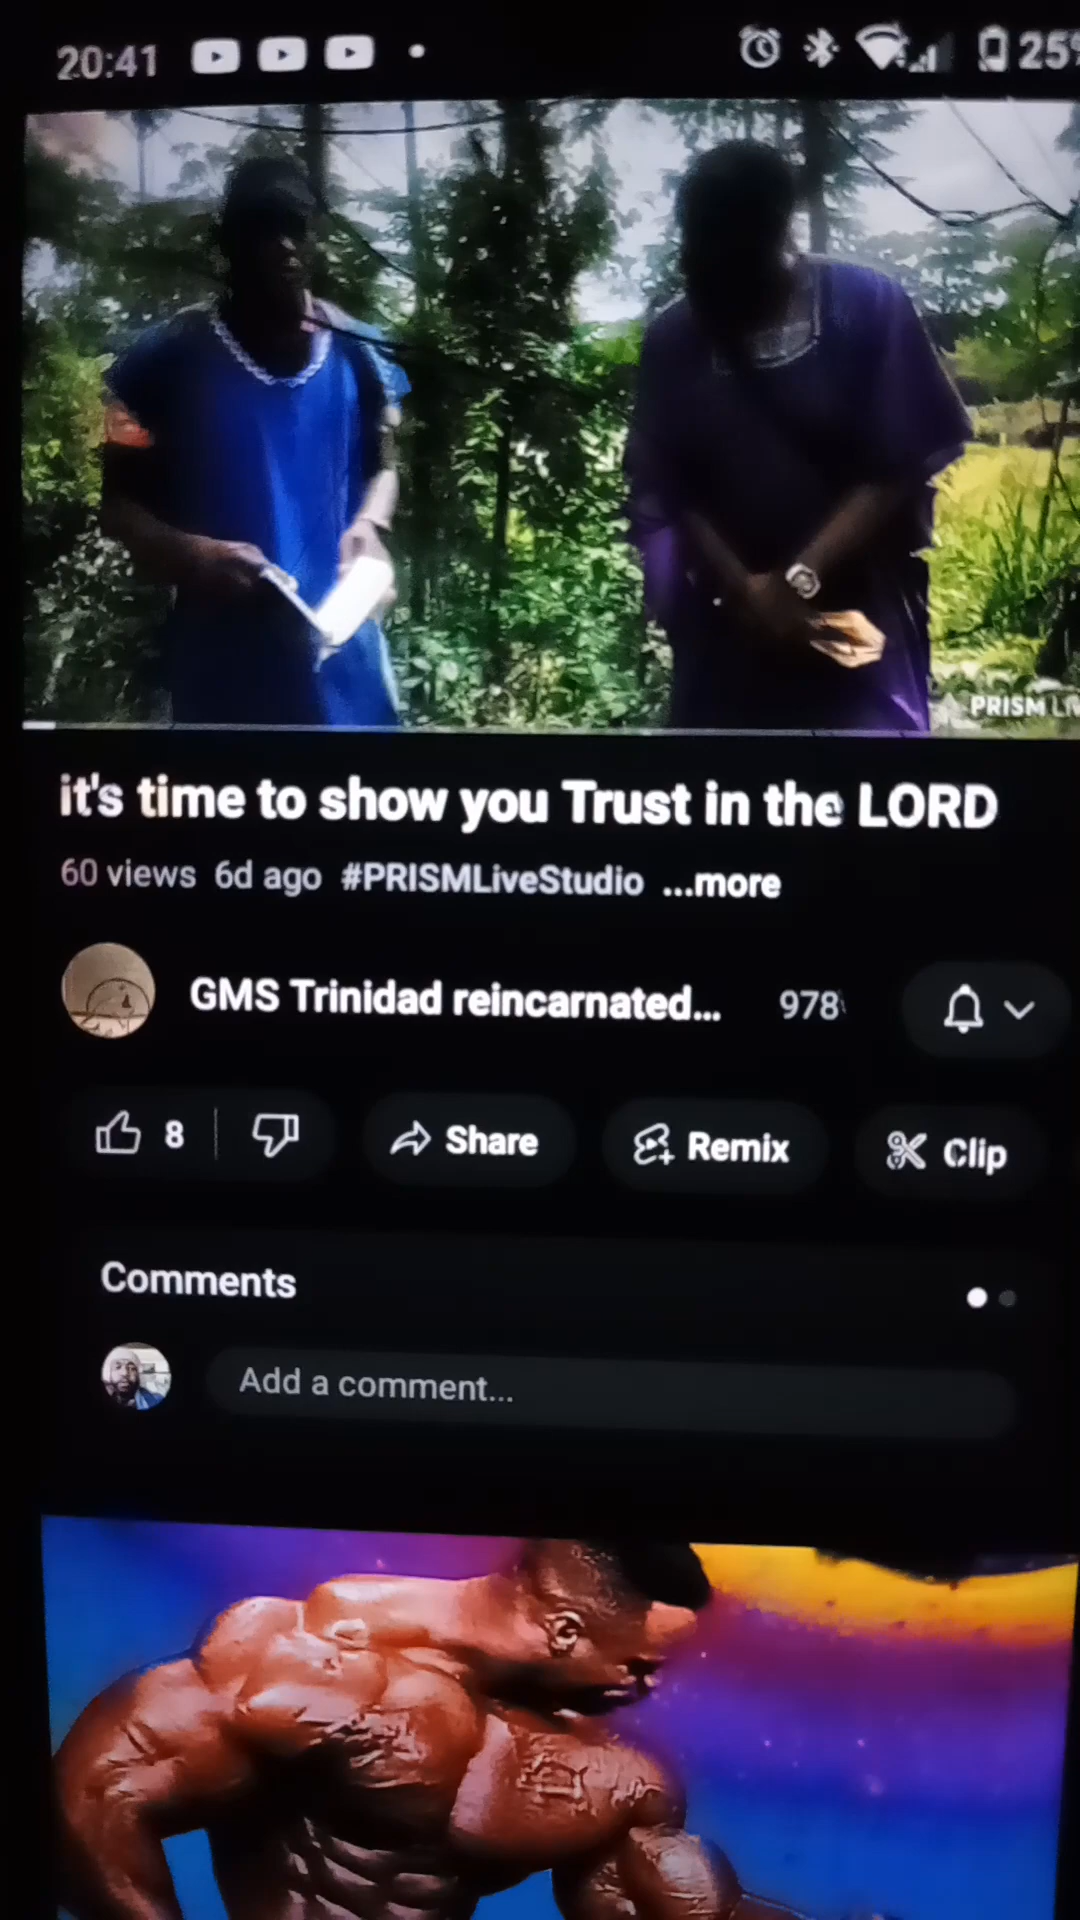 20:41
25%
PRISM LIV
it's time to show you Trust in the LORD
60 views 6d ago #PRISMLiveStudio ...more
GMS Trinidad reincarnated... 978
8 Share Remix Clip
Comments
Add a comment...